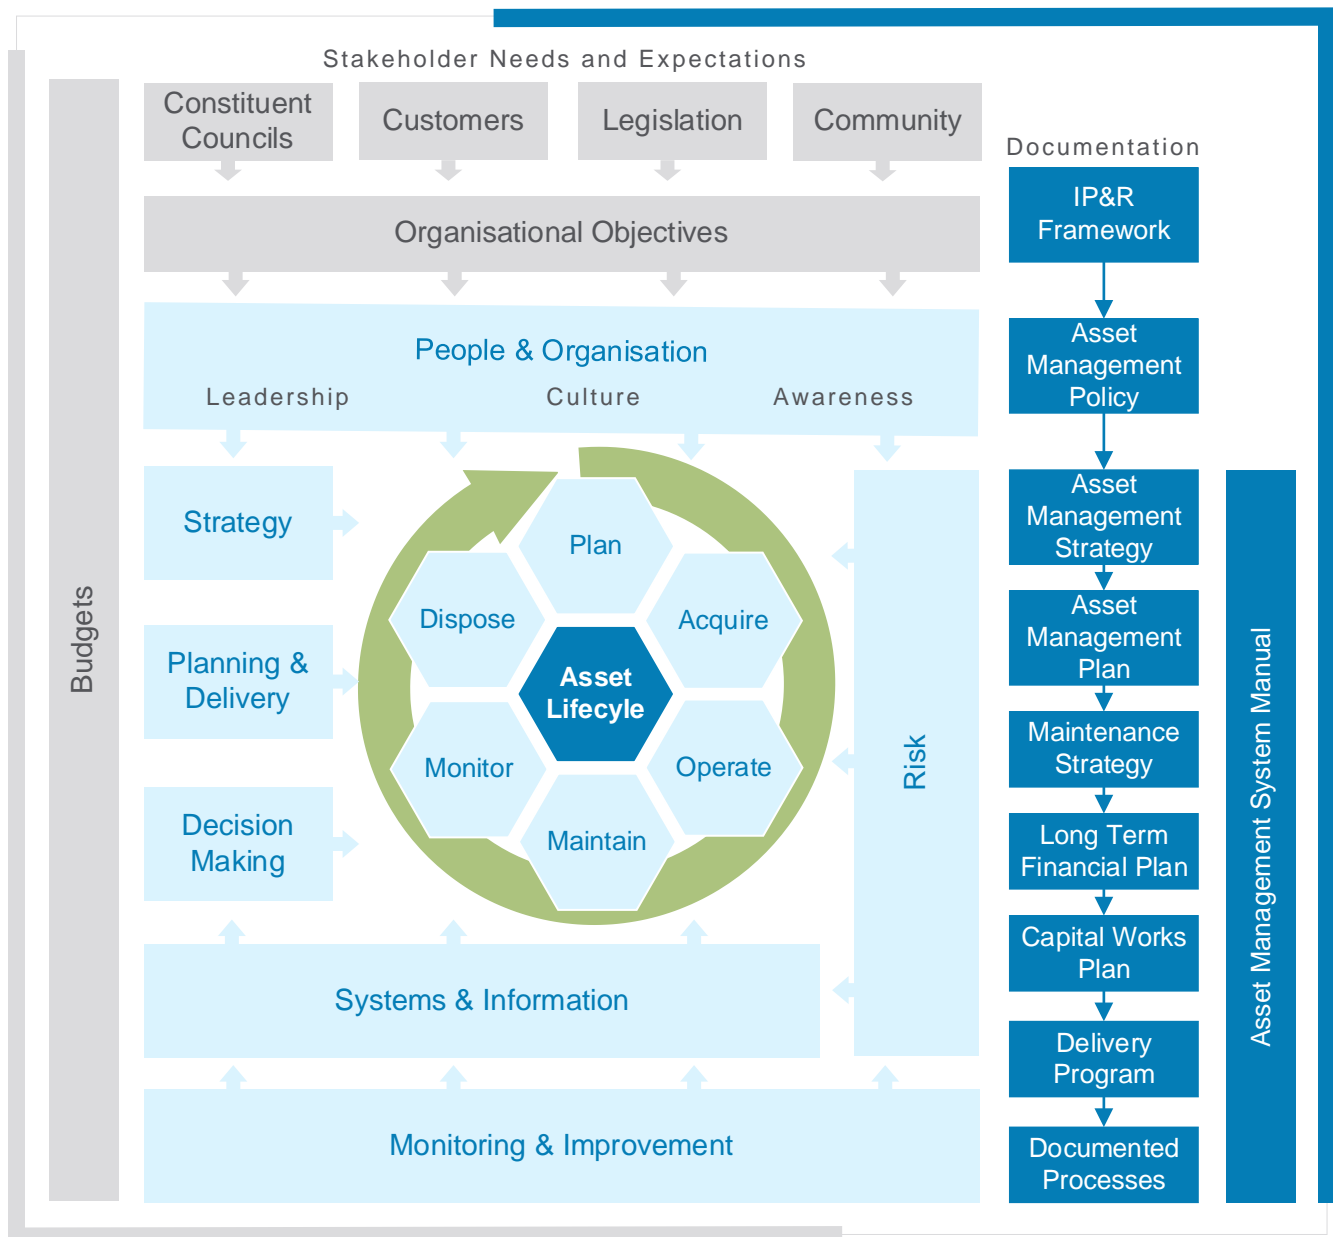 Stakeholder Needs and Expectations
Constituent
Councils
Customers
Legislation
Community
Organisational Objectives
People & Organisation
Leadership
Culture
Awareness
Budgets
Strategy
Planning &
Delivery
Decision
Making
Plan
Acquire
Operate
Maintain
Monitor
Dispose
Asset
Lifecyle
Risk
Systems & Information
Monitoring & Improvement
Documentation
IP&R
Framework
Asset
Management
Policy
Asset
Management
Strategy
Asset
Management
Plan
Maintenance
Strategy
Long Term
Financial Plan
Capital Works
Plan
Delivery
Program
Documented
Processes
Asset Management System Manual